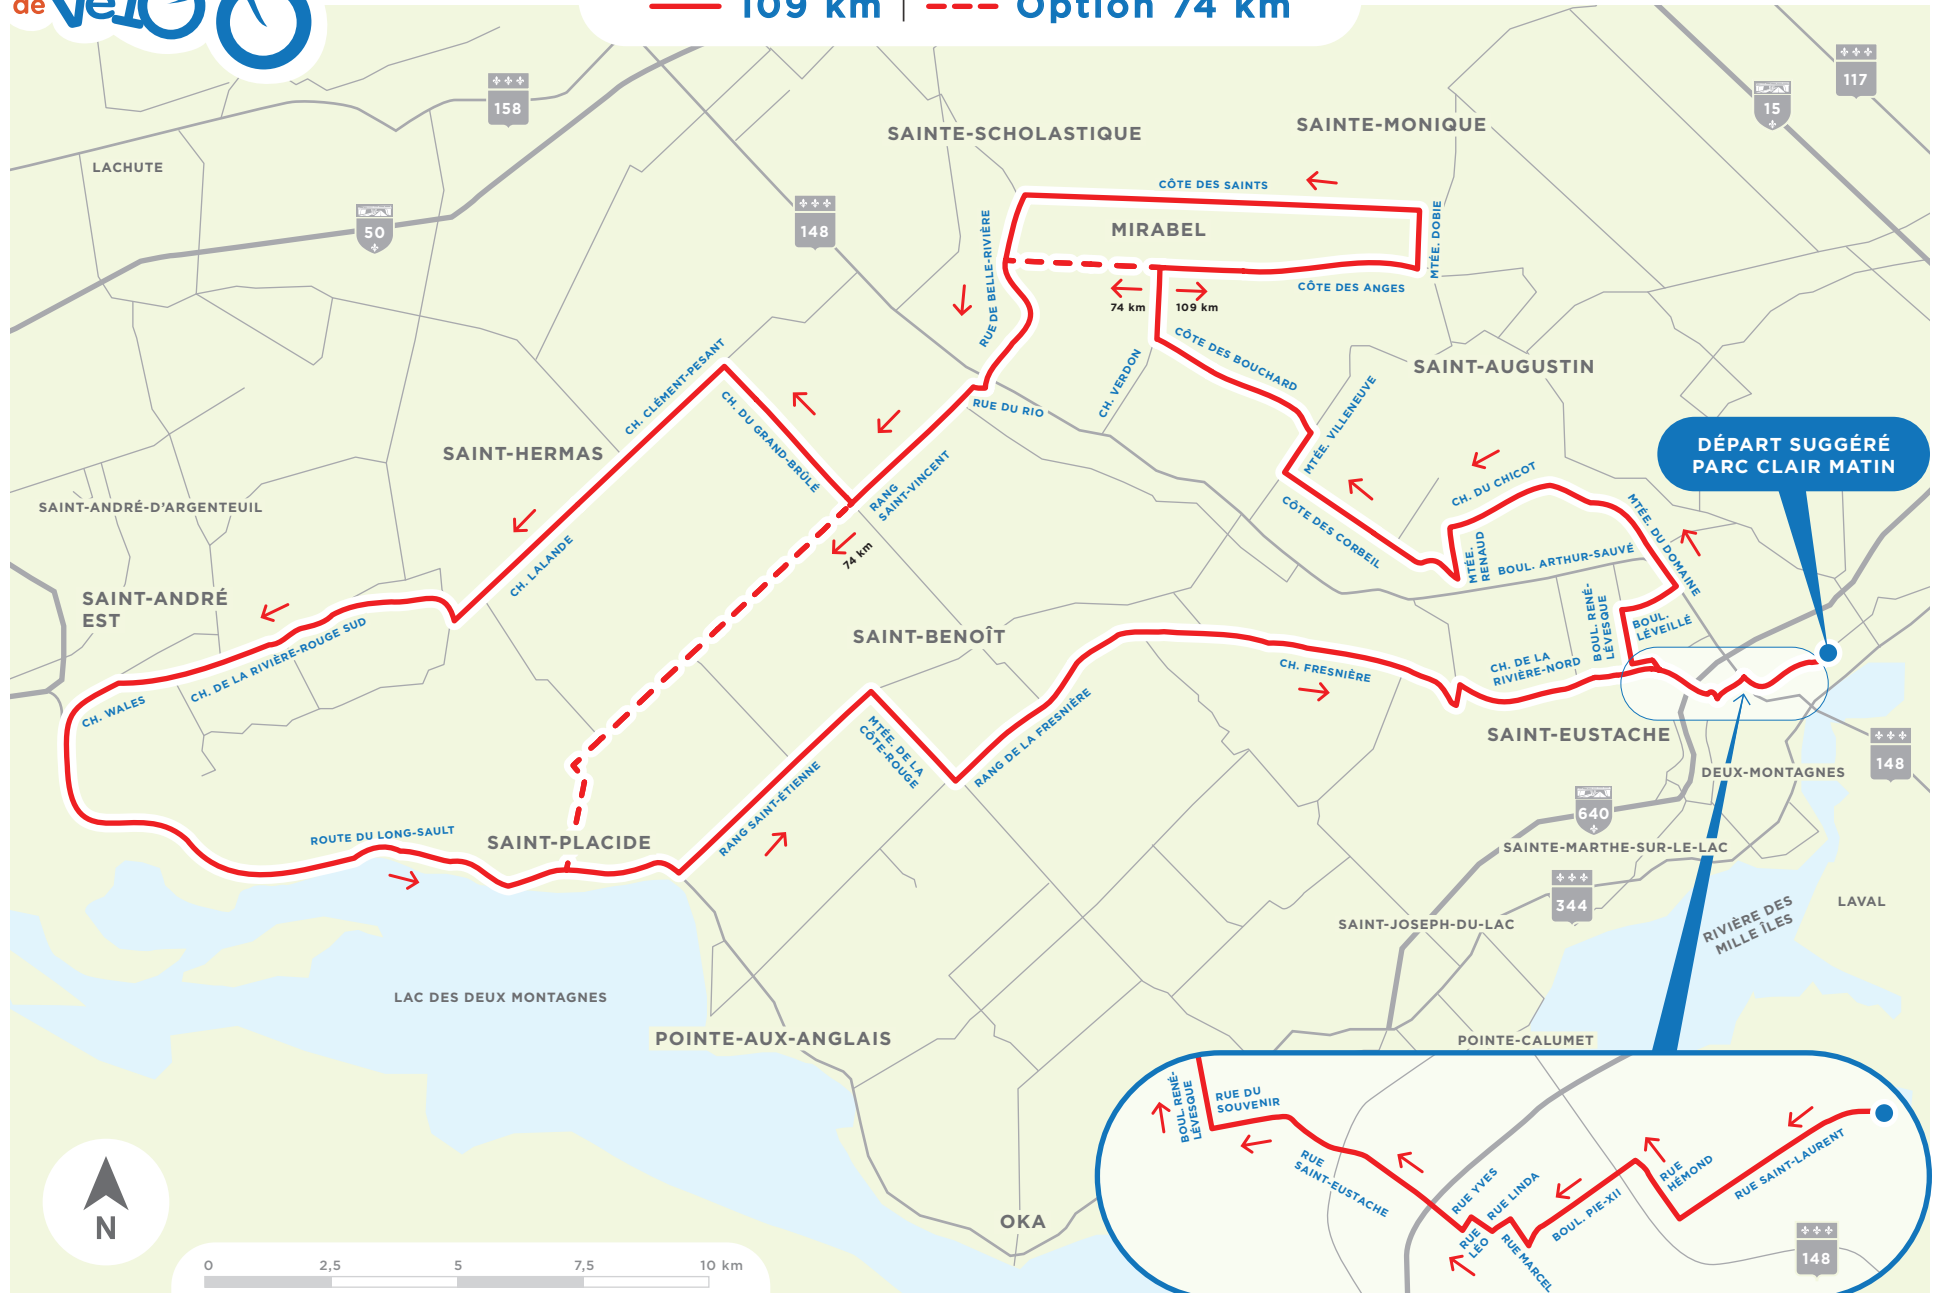 de vélo
109 km | Option 74 km
158
117
15
SAINTE-SCHOLASTIQUE
SAINTE-MONIQUE
LACHUTE
CÔTE DES SAINTS
50
148
MIRABEL
MTÉE. DOBIE
RUE DE BELLE-RIVIÈRE
CÔTE DES ANGES
74 km
109 km
CÔTE DES BOUCHARD
CH. VERDON
SAINT-AUGUSTIN
CH. CLÉMENT-PESANT
CH. DU GRAND-BRÛLÉ
RUE DU RIO
MTÉE. VILLENEUVE
DÉPART SUGGÉRÉ
PARC CLAIR MATIN
SAINT-HERMAS
RANG
SAINT-VINCENT
CH. DU CHICOT
MTÉE. DU DOMAINE
SAINT-ANDRÉ-D'ARGENTEUIL
CÔTE DES CORBEIL
MTÉE.
RENAUD
BOUL. ARTHUR-SAUVÉ
74 km
CH. LALANDE
SAINT-ANDRÉ
EST
BOUL. RENÉ-
LÉVESQUE
BOUL.
LÉVEILLÉ
SAINT-BENOÎT
CH. DE LA RIVIÈRE-ROUGE SUD
CH. FRESNIÈRE
CH. DE LA
RIVIÈRE-NORD
CH. WALES
MTÉE. DE LA
CÔTE-ROUGE
RANG DE LA FRESNIÈRE
SAINT-EUSTACHE
148
DEUX-MONTAGNES
RANG SAINT-ÉTIENNE
640
ROUTE DU LONG-SAULT
SAINT-PLACIDE
SAINTE-MARTHE-SUR-LE-LAC
344
LAVAL
SAINT-JOSEPH-DU-LAC
RIVIÈRE DES
MILLE ÎLES
LAC DES DEUX MONTAGNES
POINTE-AUX-ANGLAIS
POINTE-CALUMET
BOUL. RENÉ-
LÉVESQUE
RUE DU
SOUVENIR
RUE
SAINT-EUSTACHE
RUE YVES
RUE LINDA
RUE
LÉO
RUE MARCEL
BOUL. PIE-XII
RUE
HÉMOND
RUE SAINT-LAURENT
148
OKA
N
0 2,5 5 7,5 10 km